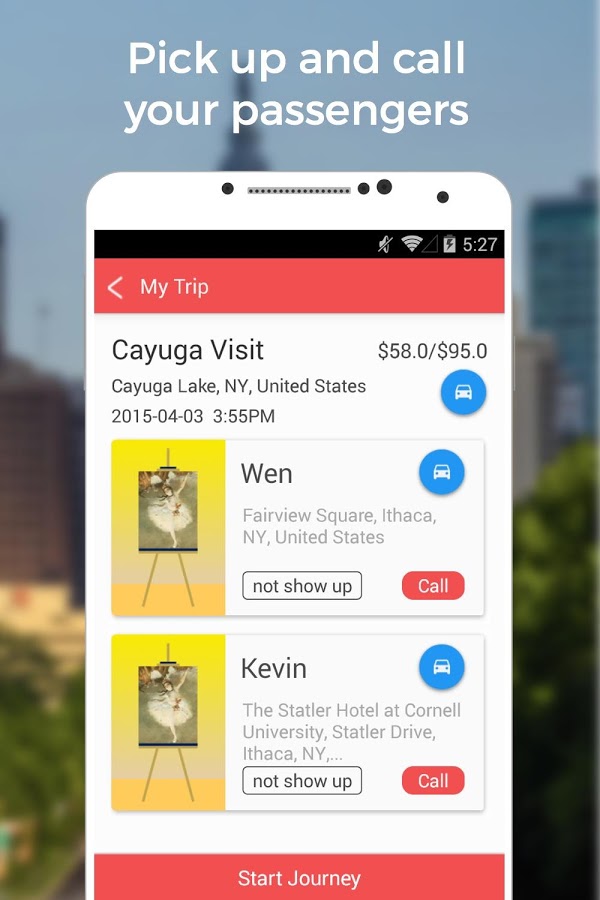 Pick up and call
your passengers
5:27
My Trip
Cayuga Visit
$58.0/$95.0
Cayuga Lake, NY, United States
2015-04-03 3:55PM
Wen
Fairview Square, Ithaca,
NY, United States
not show up
Call
Kevin
The Statler Hotel at Cornell
University, Statler Drive,
Ithaca, NY,...
not show up
Call
Start Journey